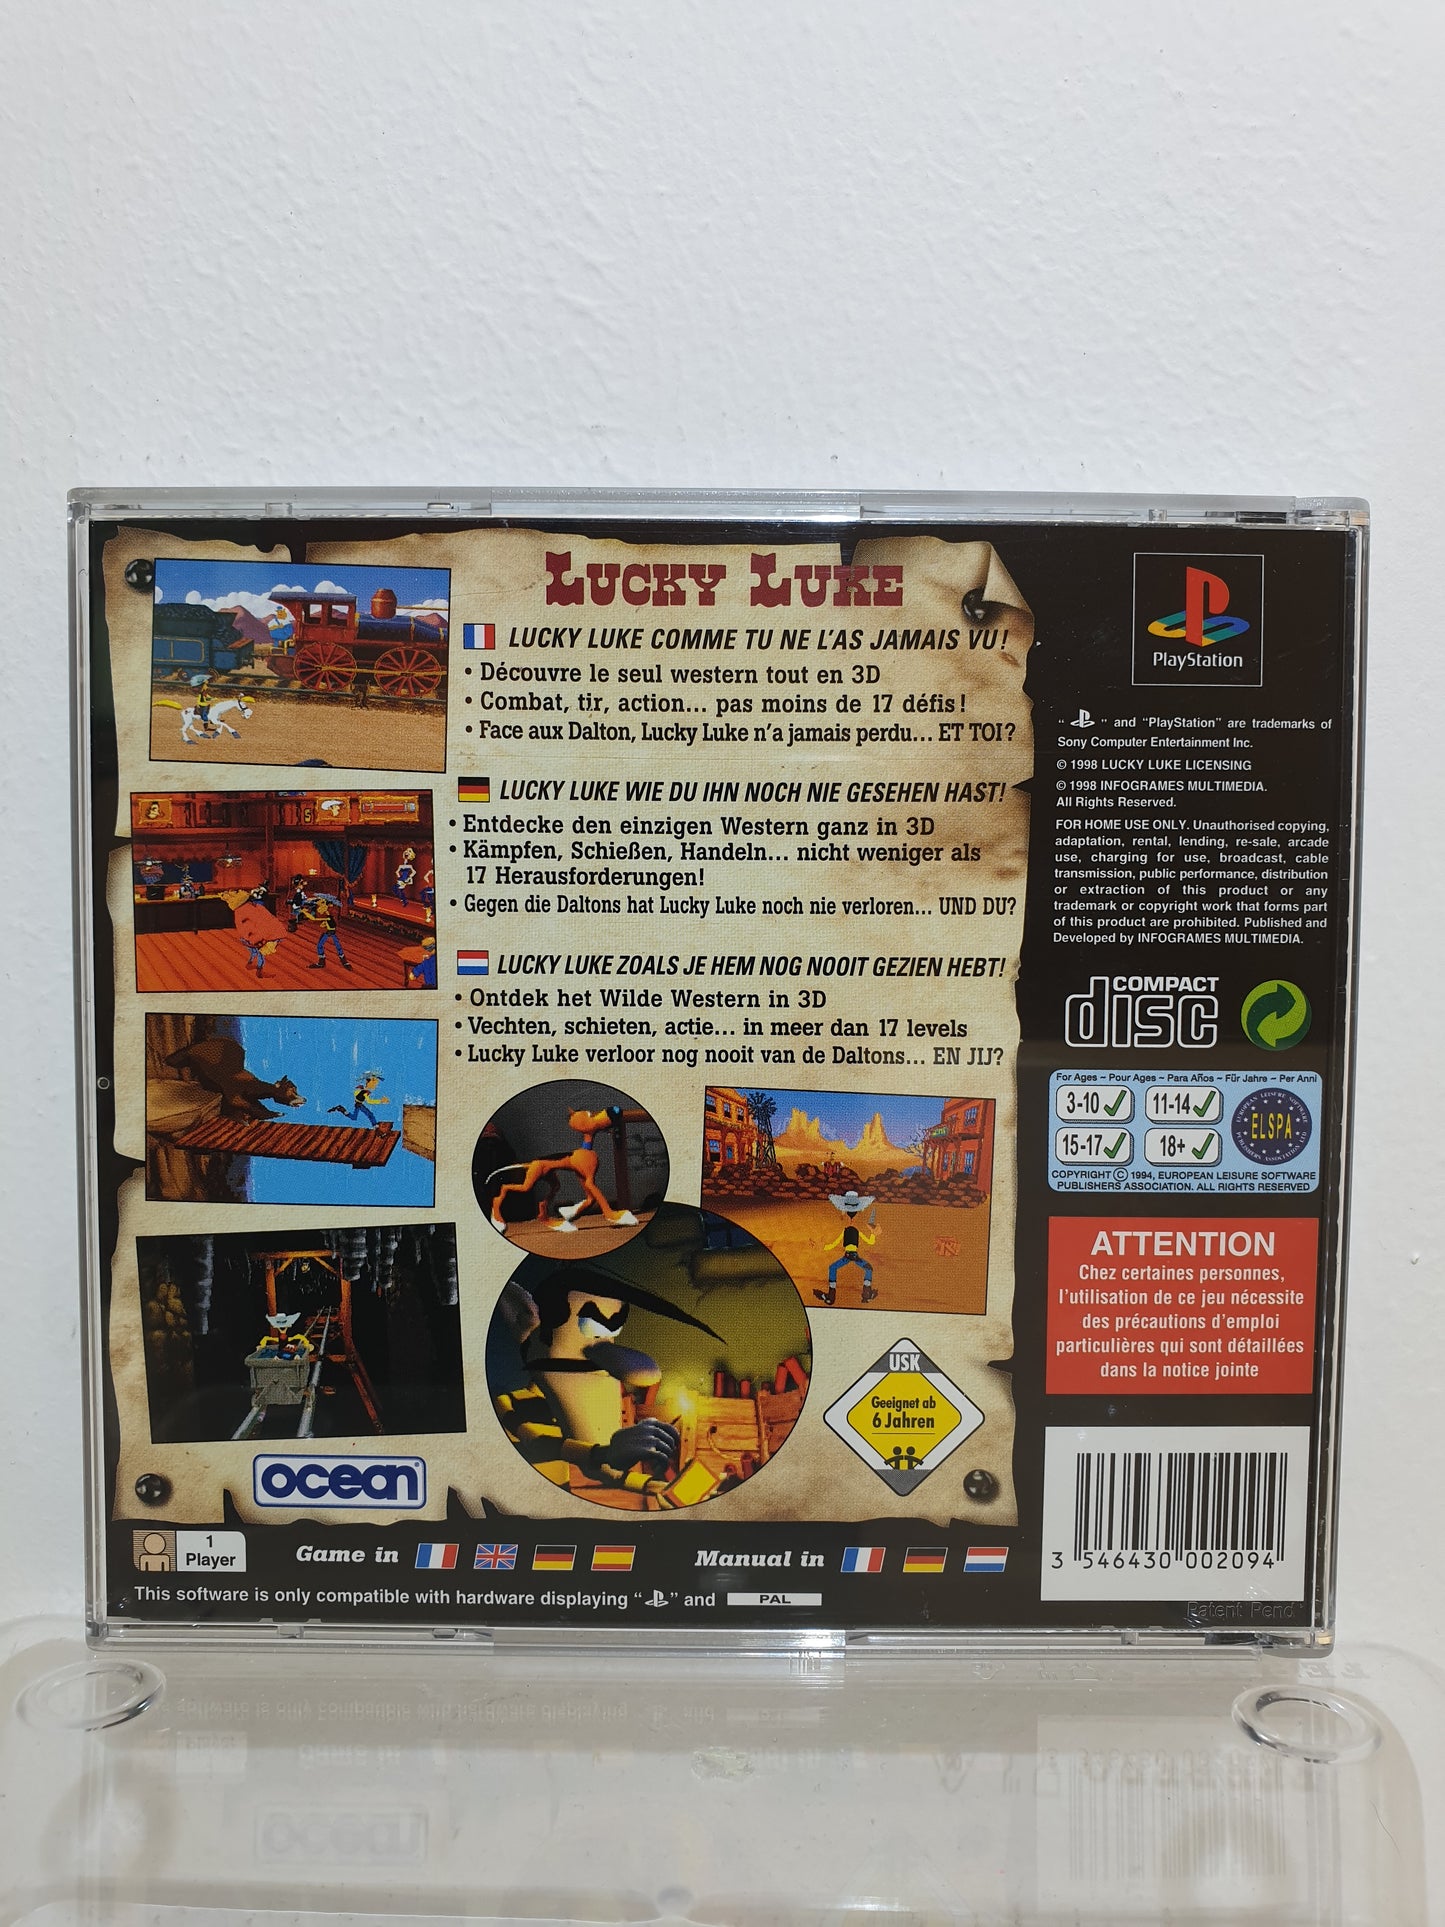 LUCKY LUKE
LUCKY LUKE COMME TU NE L'AS JAMAIS VU!
• Découvre le seul western tout en 3D
• Combat, tir, action... pas moins de 17 défis!
• Face aux Dalton, Lucky Luke n'a jamais perdu... ET TOI?
LUCKY LUKE WIE DU IHN NOCH NIE GESEHEN HAST!
• Entdecke den einzigen Western ganz in 3D
• Kämpfen, Schießen, Handeln... nicht weniger als
17 Herausforderungen!
• Gegen die Daltons hat Lucky Luke noch nie verloren... UND DU?
LUCKY LUKE ZOALS JE HEM NOG NOOIT GEZIEN HEBT!
• Ontdek het Wilde Western in 3D
• Vechten, schieten, actie... in meer dan 17 levels
• Lucky Luke verloor nog nooit van de Daltons... EN JIJ?
USK
Geeignet ab
6 Jahren
ocean
1
Player
Game in
Manual in
This software is only compatible with hardware displaying " " and PAL
PlayStation
" " and "PlayStation" are trademarks of
Sony Computer Entertainment Inc.
© 1998 LUCKY LUKE LICENSING
© 1998 INFOGRAMES MULTIMEDIA.
All Rights Reserved.
FOR HOME USE ONLY. Unauthorised copying,
adaptation, rental, lending, re-sale, arcade
use, charging for use, broadcast, cable
transmission, public performance, distribution
or extraction of this product or any
trademark or copyright work that forms part
of this product are prohibited. Published and
Developed by INFOGRAMES MULTIMEDIA.
COMPACT
disc
For Ages ~ Pour Ages ~ Para Años ~ Für Jahre ~ Per Anni
3-10 11-14
15-17 18+
ELSPA
EUROPEAN LEISURE SOFTWARE PUBLISHERS ASSOCIATION LTD
COPYRIGHT © 1994, EUROPEAN LEISURE SOFTWARE
PUBLISHERS ASSOCIATION. ALL RIGHTS RESERVED
ATTENTION
Chez certaines personnes,
l'utilisation de ce jeu nécessite
des précautions d'emploi
particulières qui sont détaillées
dans la notice jointe
3 546430 002094
Patent Pend